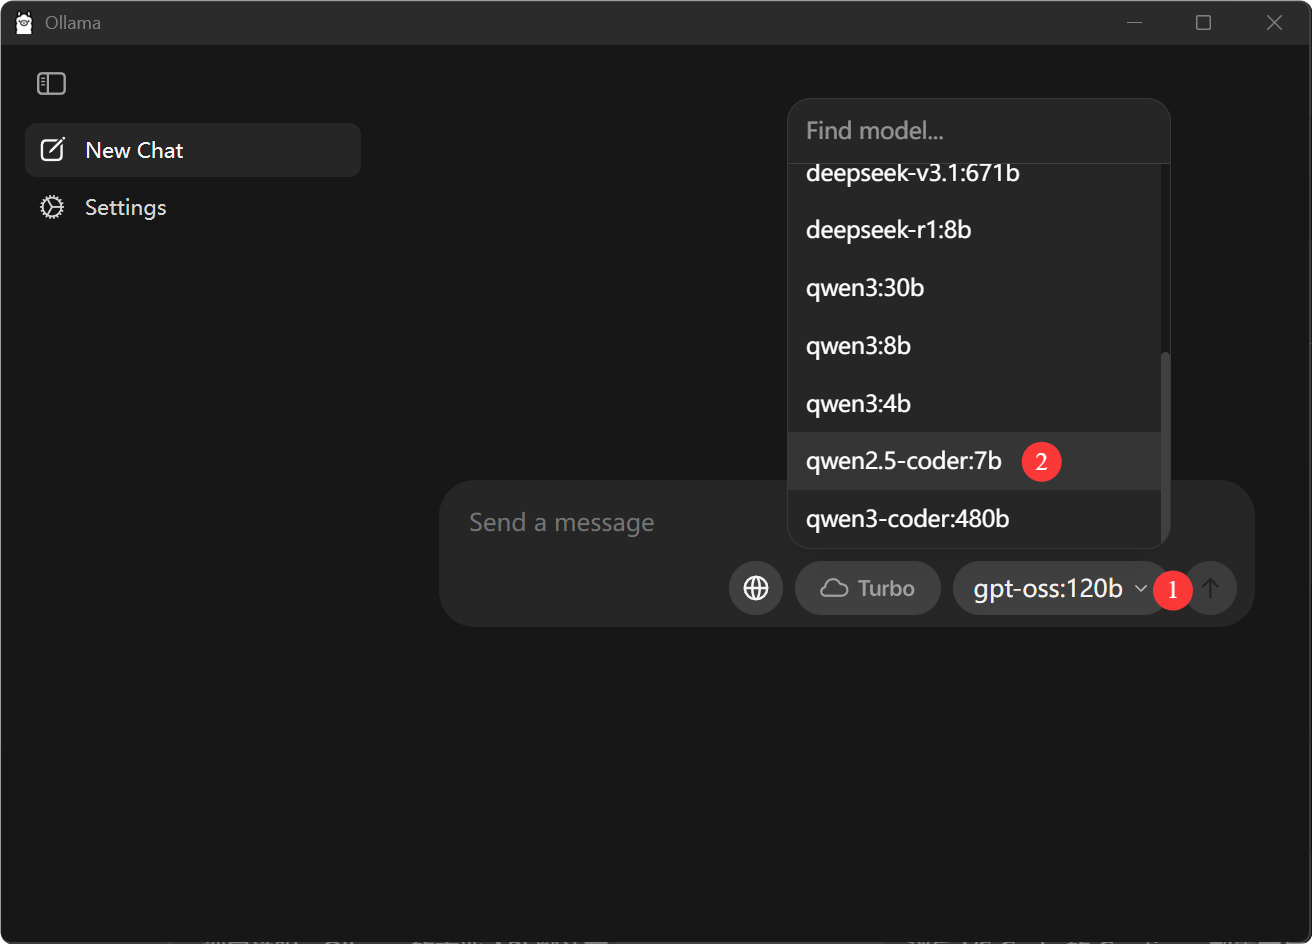 Ollama
New Chat
Settings
Find model...
deepseek-v3.1:671b
deepseek-r1:8b
qwen3:30b
qwen3:8b
qwen3:4b
qwen2.5-coder:7b 2
qwen3-coder:480b
Send a message
Turbo
gpt-oss:120b 1